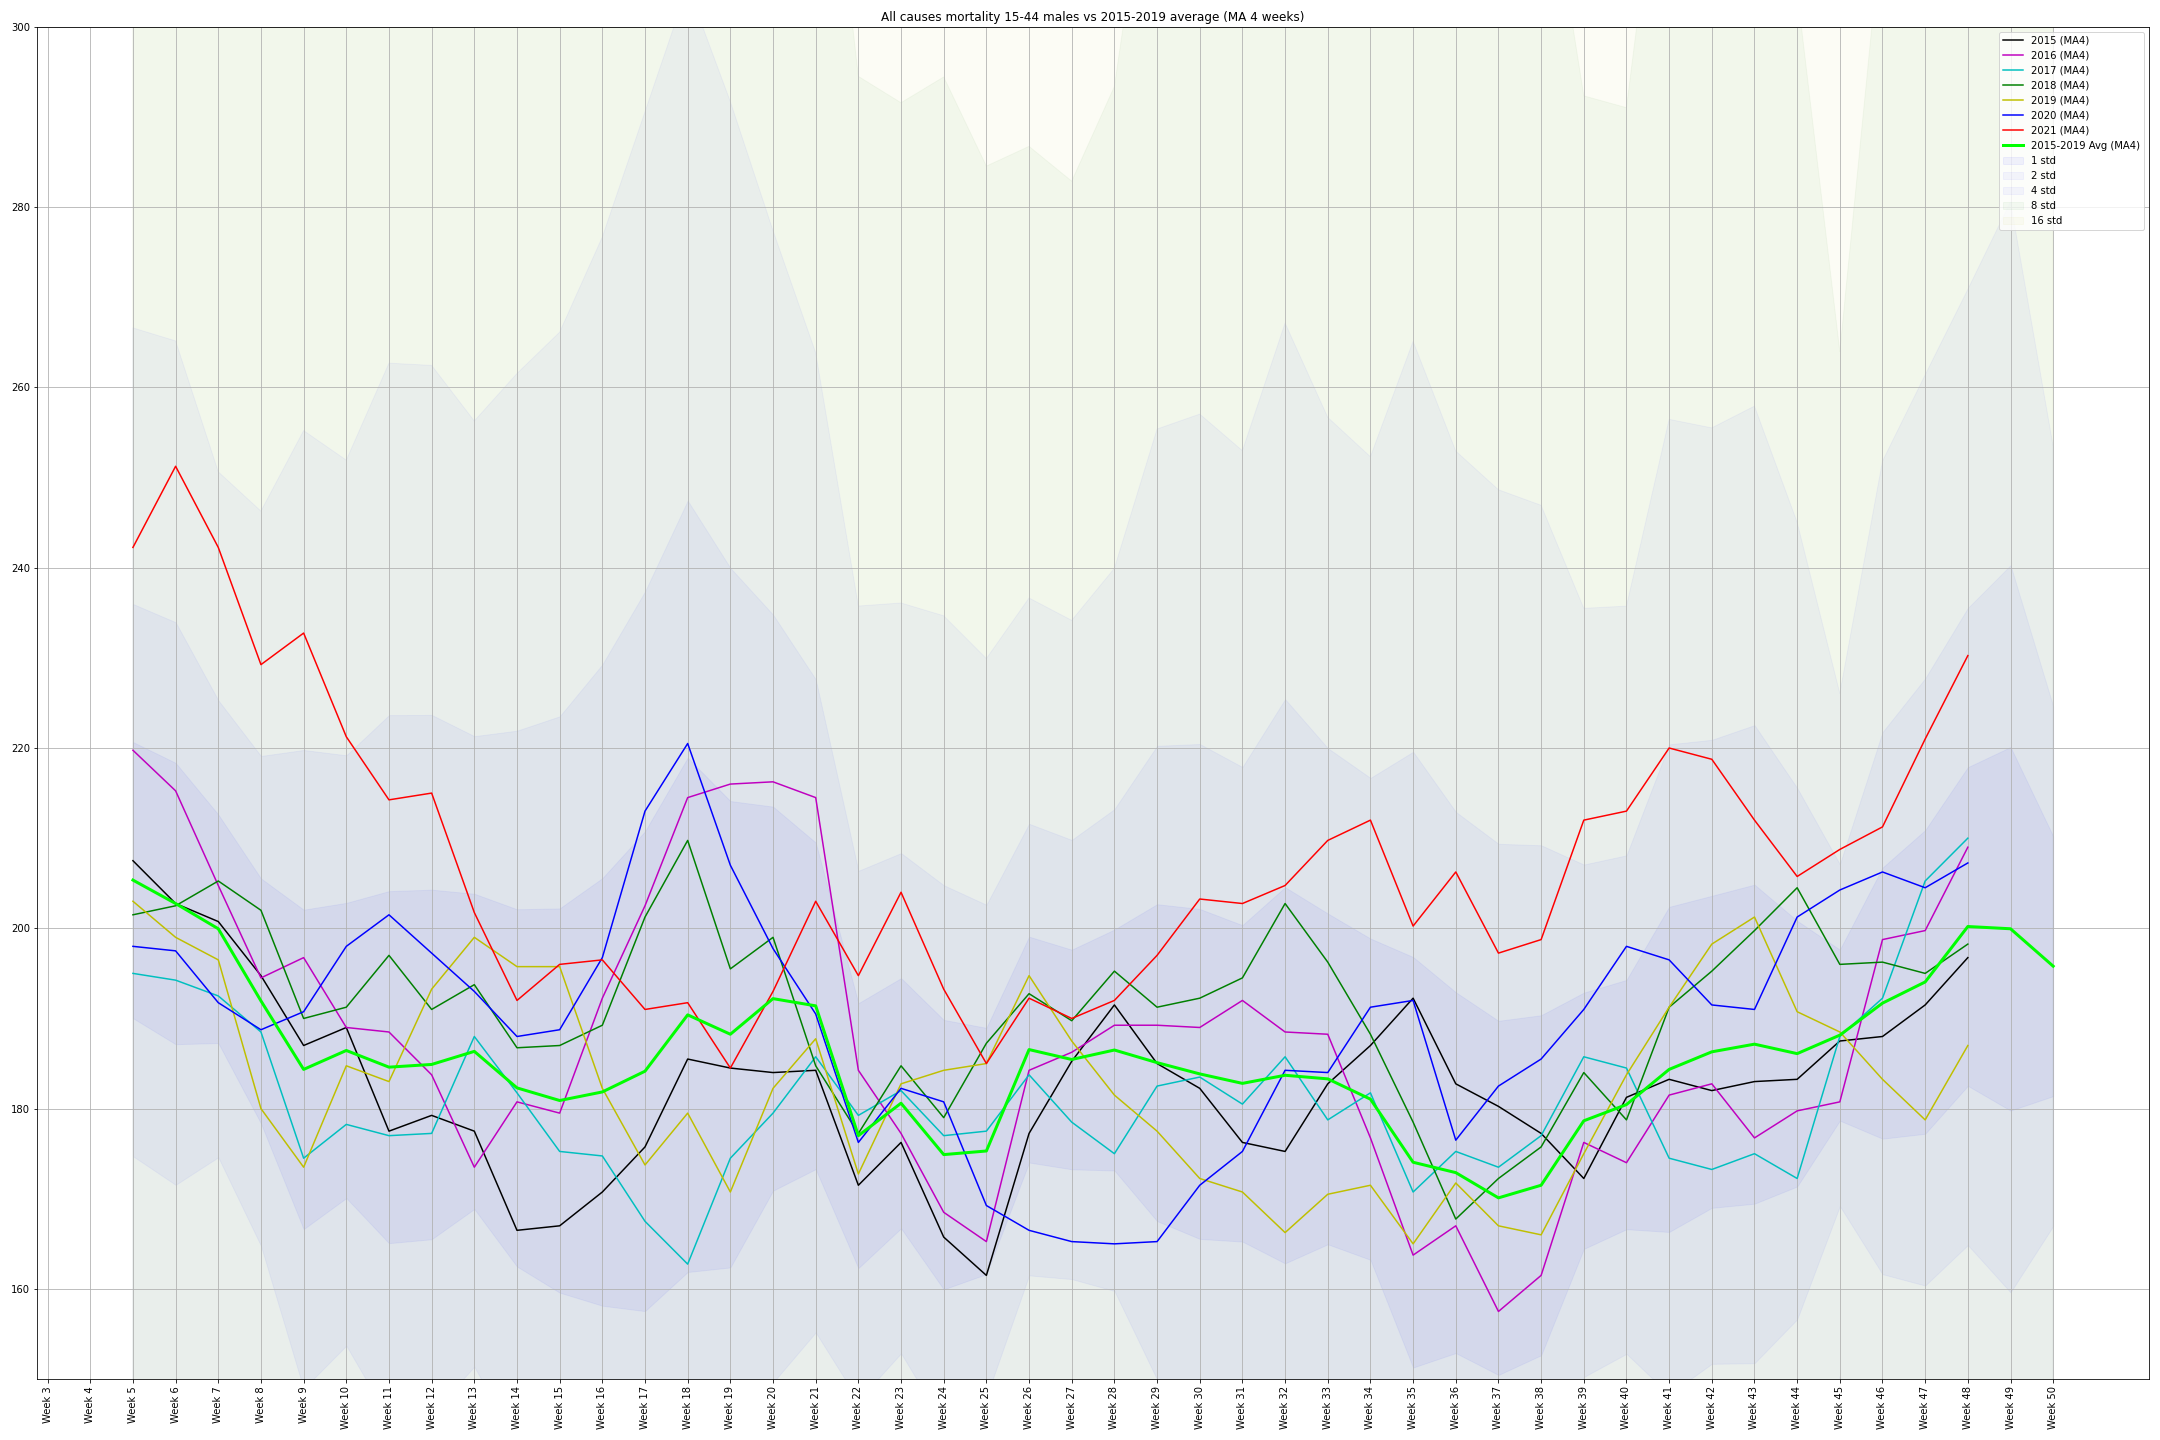 All causes mortality 15-44 males vs 2015-2019 average (MA 4 weeks)
300
280
260
240
220
200
180
160
2015 (MA4)
2016 (MA4)
2017 (MA4)
2018 (MA4)
2019 (MA4)
2020 (MA4)
2021 (MA4)
2015-2019 Avg (MA4)
1 std
2 std
4 std
8 std
16 std
Week 3
Week 4
Week 5
Week 6
Week 7
Week 8
Week 9
Week 10
Week 11
Week 12
Week 13
Week 14
Week 15
Week 16
Week 17
Week 18
Week 19
Week 20
Week 21
Week 22
Week 23
Week 24
Week 25
Week 26
Week 27
Week 28
Week 29
Week 30
Week 31
Week 32
Week 33
Week 34
Week 35
Week 36
Week 37
Week 38
Week 39
Week 40
Week 41
Week 42
Week 43
Week 44
Week 45
Week 46
Week 47
Week 48
Week 49
Week 50